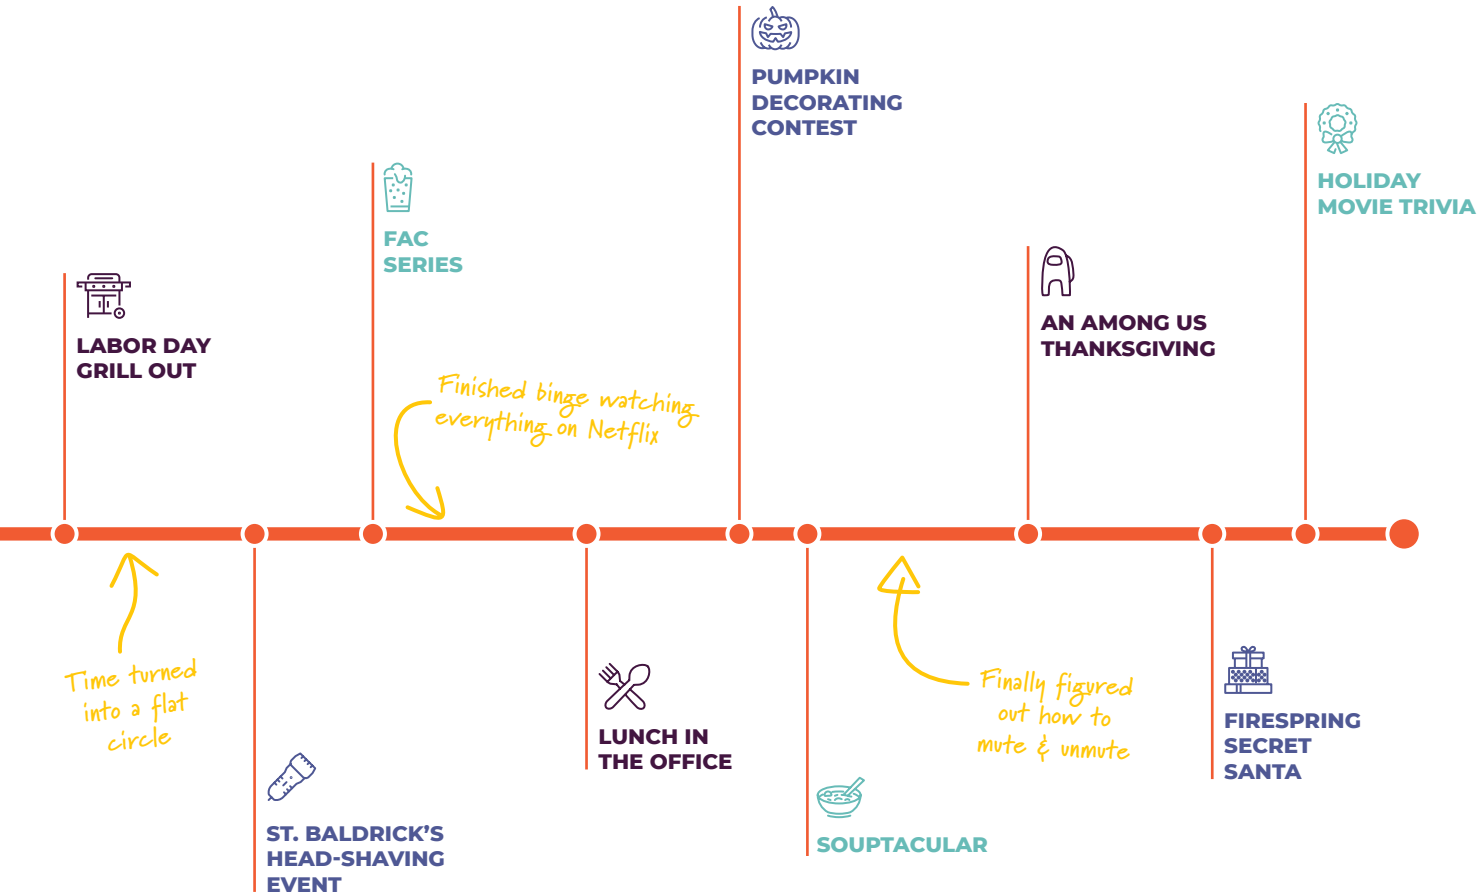 PUMPKIN
DECORATING
CONTEST
HOLIDAY
MOVIE TRIVIA
FAC
SERIES
LABOR DAY
GRILL OUT
AN AMONG US
THANKSGIVING
Finished binge watching
everything on Netflix
Time turned
into a flat
circle
Finally figured
out how to
mute & unmute
LUNCH IN
THE OFFICE
FIRESPRING
SECRET
SANTA
ST. BALDRICK’S
HEAD-SHAVING
EVENT
SOUPTACULAR